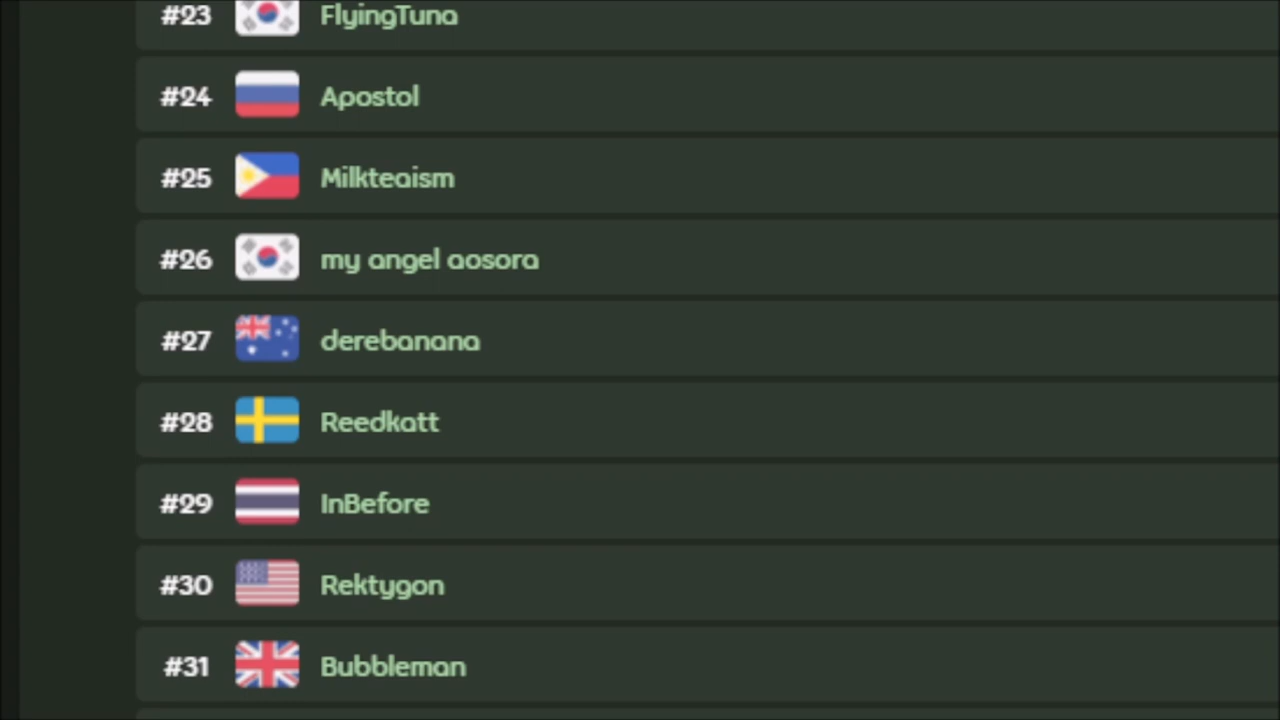 #23 FlyingTuna
#24 Apostol
#25 Milkteaism
#26 my angel aosora
#27 derebanana
#28 Reedkatt
#29 InBefore
#30 Rektygon
#31 Bubbleman